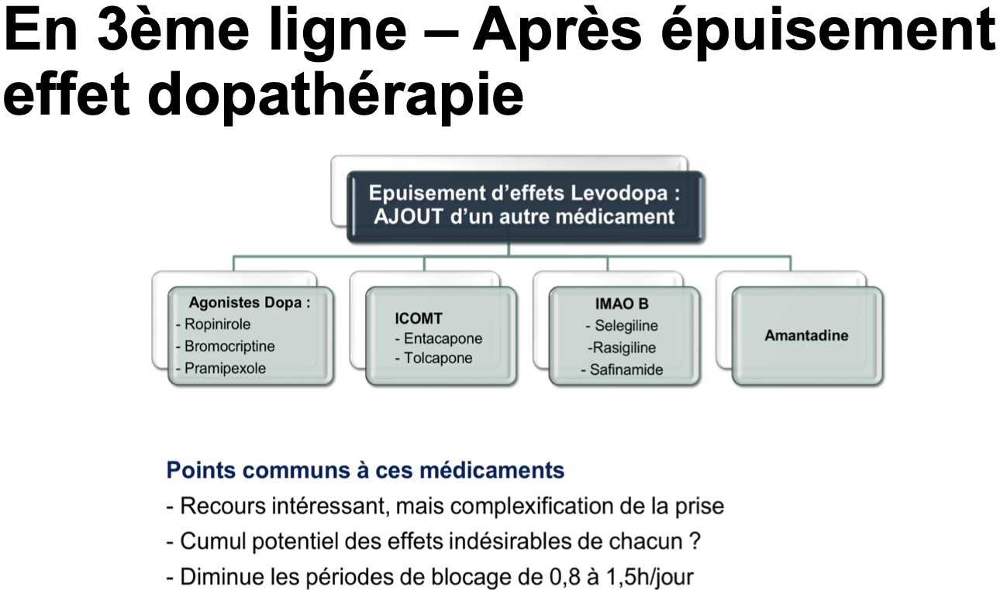 En 3ème ligne – Après épuisement
effet dopathérapie
Epuisement d’effets Levodopa :
AJOUT d’un autre médicament
Agonistes Dopa :
- Ropinirole
- Bromocriptine
- Pramipexole
ICOMT
- Entacapone
- Tolcapone
IMAO B
- Selegiline
-Rasigiline
- Safinamide
Amantadine
Points communs à ces médicaments
- Recours intéressant, mais complexification de la prise
- Cumul potentiel des effets indésirables de chacun ?
- Diminue les périodes de blocage de 0,8 à 1,5h/jour